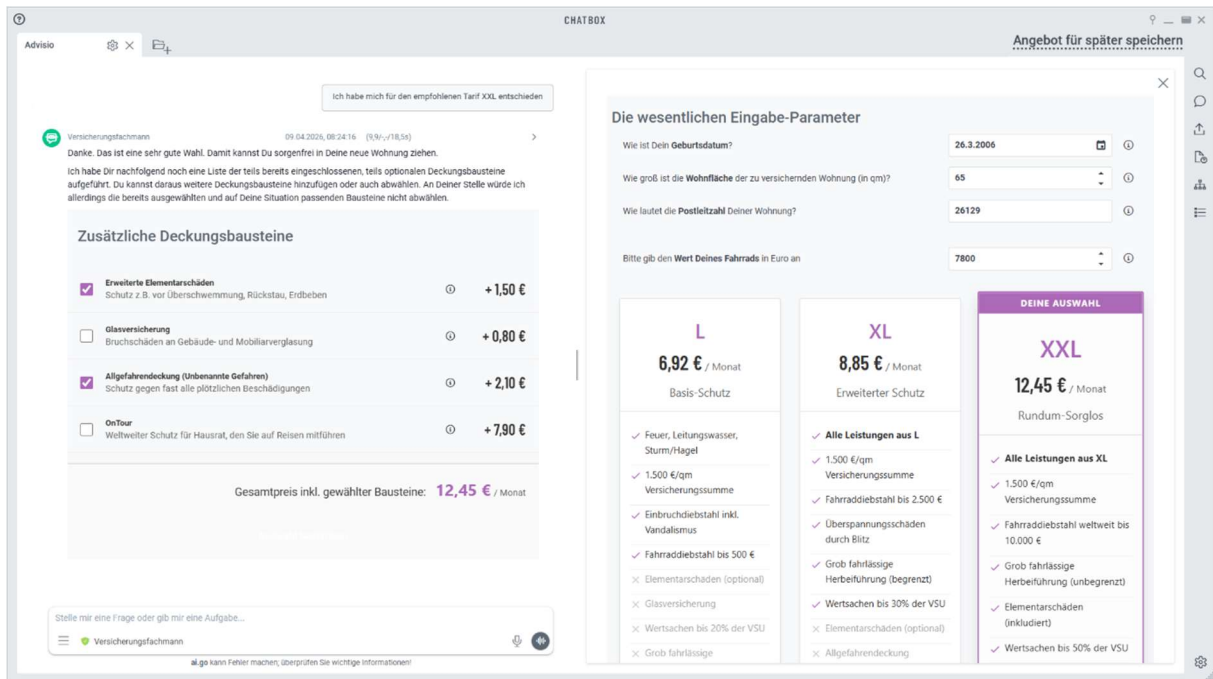 CHATBOX
Advisio
Angebot für später speichern
Ich habe mich für den empfohlenen Tarif XXL entschieden
Versicherungsfachmann 09.04.2026, 08:24:16 (9,9/-,-/18,5s)
Danke. Das ist eine sehr gute Wahl. Damit kannst Du sorgenfrei in Deine neue Wohnung ziehen.
Ich habe Dir nachfolgend noch eine Liste der teils bereits eingeschlossenen, teils optionalen Deckungsbausteine
aufgeführt. Du kannst daraus weitere Deckungsbausteine hinzufügen oder auch abwählen. An Deiner Stelle würde ich
allerdings die bereits ausgewählten und auf Deine Situation passenden Bausteine nicht abwählen.
Zusätzliche Deckungsbausteine
Erweiterte Elementarschäden
Schutz z.B. vor Überschwemmung, Rückstau, Erdbeben
+ 1,50 €
Glasversicherung
Bruchschäden an Gebäude- und Mobiliarverglasung
+ 0,80 €
Allgefahrendeckung (Unbenannte Gefahren)
Schutz gegen fast alle plötzlichen Beschädigungen
+ 2,10 €
OnTour
Weltweiter Schutz für Hausrat, den Sie auf Reisen mitführen
+ 7,90 €
Gesamtpreis inkl. gewählter Bausteine: 12,45 € / Monat
Stelle mir eine Frage oder gib mir eine Aufgabe...
Versicherungsfachmann
ai.go kann Fehler machen; überprüfen Sie wichtige Informationen!
Die wesentlichen Eingabe-Parameter
Wie ist Dein Geburtsdatum? 26.3.2006
Wie groß ist die Wohnfläche der zu versichernden Wohnung (in qm)? 65
Wie lautet die Postleitzahl Deiner Wohnung? 26129
Bitte gib den Wert Deines Fahrrads in Euro an 7800
L
6,92 € / Monat
Basis-Schutz
Feuer, Leitungswasser,
Sturm/Hagel
1.500 €/qm
Versicherungssumme
Einbruchdiebstahl inkl.
Vandalismus
Fahrraddiebstahl bis 500 €
Elementarschäden (optional)
Glasversicherung
Wertsachen bis 20% der VSU
Grob fahrlässige
XL
8,85 € / Monat
Erweiterter Schutz
Alle Leistungen aus L
1.500 €/qm
Versicherungssumme
Fahrraddiebstahl bis 2.500 €
Überspannungsschäden
durch Blitz
Grob fahrlässige
Herbeiführung (begrenzt)
Wertsachen bis 30% der VSU
Elementarschäden (optional)
Allgefahrendeckung
DEINE AUSWAHL
XXL
12,45 € / Monat
Rundum-Sorglos
Alle Leistungen aus XL
1.500 €/qm
Versicherungssumme
Fahrraddiebstahl weltweit bis
10.000 €
Grob fahrlässige
Herbeiführung (unbegrenzt)
Elementarschäden
(inkludiert)
Wertsachen bis 50% der VSU